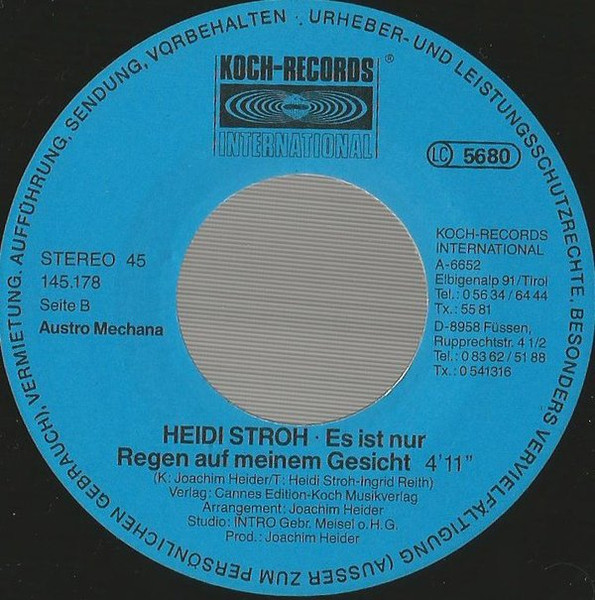 URHEBER- UND LEISTUNGSSCHUTZRECHTE, BESONDERS VERVIELFÄLTIGUNG (AUSSER ZUM PERSÖNLICHEN GEBRAUCH), VERMIETUNG, AUFFÜHRUNG, SENDUNG, VORBEHALTEN ·
KOCH-RECORDS ®
INTERNATIONAL
LC 5680
STEREO 45
145.178
Seite B
Austro Mechana
KOCH-RECORDS
INTERNATIONAL
A-6652
Elbigenalp 91/Tirol
Tel.: 0 56 34 / 64 44
Tx.: 55 81
D-8958 Füssen,
Rupprechtstr. 4 1/2
Tel.: 0 83 62 / 51 88
Tx.: 0 541316
HEIDI STROH · Es ist nur
Regen auf meinem Gesicht 4'11"
(K: Joachim Heider/T: Heidi Stroh-Ingrid Reith)
Verlag: Cannes Edition-Koch Musikverlag
Arrangement: Joachim Heider
Studio: INTRO Gebr. Meisel o.H.G.
Prod.: Joachim Heider